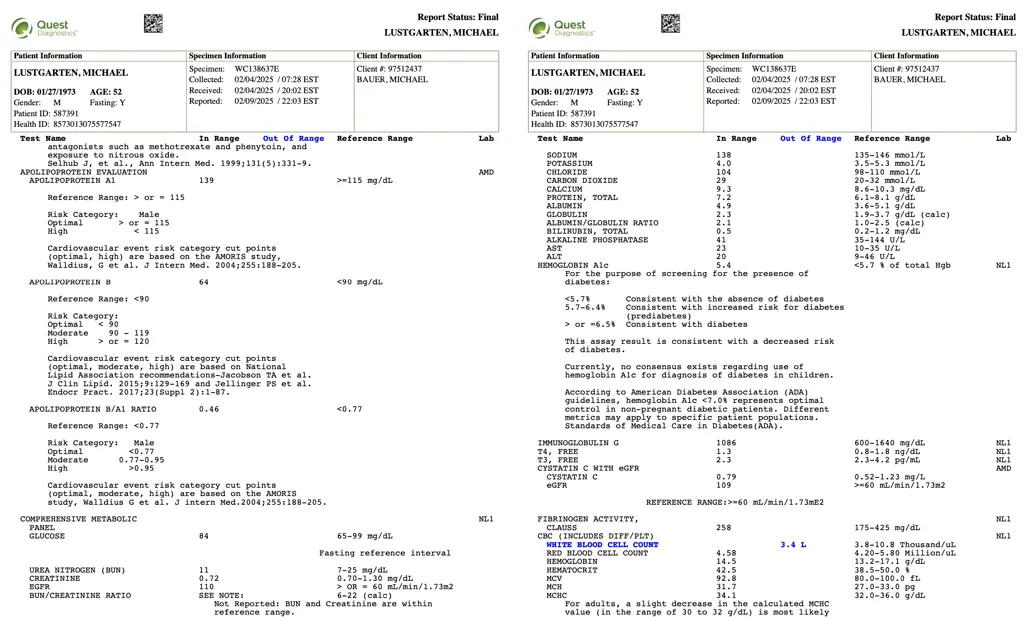 Report Status: Final
Quest
Diagnostics
LUSTGARTEN, MICHAEL
Patient Information
Specimen Information
Client Information
LUSTGARTEN, MICHAEL
DOB: 01/27/1973 AGE: 52
Gender: M Fasting: Y
Patient ID: 587391
Health ID: 8573013075577547
Specimen: WC138637E
Collected: 02/04/2025 / 07:28 EST
Received: 02/04/2025 / 20:02 EST
Reported: 02/09/2025 / 22:03 EST
Client #: 97512437
BAUER, MICHAEL
Test Name In Range Out Of Range Reference Range Lab
antagonists such as methotrexate and phenytoin, and
exposure to nitrous oxide.
Selhub J, et al., Ann Intern Med. 1999;131(5):331-9.
APOLIPOPROTEIN EVALUATION AMD
APOLIPOPROTEIN A1 139 >=115 mg/dL
Reference Range: > or = 115
Risk Category: Male
Optimal > or = 115
High < 115
Cardiovascular event risk category cut points
(optimal, high) are based on the AMORIS study,
Walldius, G et al. J Intern Med. 2004;255:188-205.
APOLIPOPROTEIN B 64 <90 mg/dL
Reference Range: <90
Risk Category:
Optimal < 90
Moderate 90 - 119
High > or = 120
Cardiovascular event risk category cut points
(optimal, moderate, high) are based on National
Lipid Association recommendations-Jacobson TA et al.
J Clin Lipid. 2015;9:129-169 and Jellinger PS et al.
Endocr Pract. 2017;23(Suppl 2):1-87.
APOLIPOPROTEIN B/A1 RATIO 0.46 <0.77
Reference Range: <0.77
Risk Category: Male
Optimal <0.77
Moderate 0.77-0.95
High >0.95
Cardiovascular event risk category cut points
(optimal, moderate, high) are based on the AMORIS
study, Walldius G et al. J intern Med.2004;255:188-205.
COMPREHENSIVE METABOLIC NL1
PANEL
GLUCOSE 84 65-99 mg/dL
Fasting reference interval
UREA NITROGEN (BUN) 11 7-25 mg/dL
CREATININE 0.72 0.70-1.30 mg/dL
EGFR 110 > OR = 60 mL/min/1.73m2
BUN/CREATININE RATIO SEE NOTE: 6-22 (calc)
Not Reported: BUN and Creatinine are within
reference range.
Report Status: Final
Quest
Diagnostics
LUSTGARTEN, MICHAEL
Patient Information
Specimen Information
Client Information
LUSTGARTEN, MICHAEL
DOB: 01/27/1973 AGE: 52
Gender: M Fasting: Y
Patient ID: 587391
Health ID: 8573013075577547
Specimen: WC138637E
Collected: 02/04/2025 / 07:28 EST
Received: 02/04/2025 / 20:02 EST
Reported: 02/09/2025 / 22:03 EST
Client #: 97512437
BAUER, MICHAEL
Test Name In Range Out Of Range Reference Range Lab
SODIUM 138 135-146 mmol/L
POTASSIUM 4.0 3.5-5.3 mmol/L
CHLORIDE 104 98-110 mmol/L
CARBON DIOXIDE 29 20-32 mmol/L
CALCIUM 9.3 8.6-10.3 mg/dL
PROTEIN, TOTAL 7.2 6.1-8.1 g/dL
ALBUMIN 4.9 3.6-5.1 g/dL
GLOBULIN 2.3 1.9-3.7 g/dL (calc)
ALBUMIN/GLOBULIN RATIO 2.1 1.0-2.5 (calc)
BILIRUBIN, TOTAL 0.5 0.2-1.2 mg/dL
ALKALINE PHOSPHATASE 41 35-144 U/L
AST 23 10-35 U/L
ALT 20 9-46 U/L
HEMOGLOBIN A1c 5.4 <5.7 % of total Hgb NL1
For the purpose of screening for the presence of
diabetes:
<5.7% Consistent with the absence of diabetes
5.7-6.4% Consistent with increased risk for diabetes
(prediabetes)
> or =6.5% Consistent with diabetes
This assay result is consistent with a decreased risk
of diabetes.
Currently, no consensus exists regarding use of
hemoglobin A1c for diagnosis of diabetes in children.
According to American Diabetes Association (ADA)
guidelines, hemoglobin A1c <7.0% represents optimal
control in non-pregnant diabetic patients. Different
metrics may apply to specific patient populations.
Standards of Medical Care in Diabetes(ADA).
IMMUNOGLOBULIN G 1086 600-1640 mg/dL NL1
T4, FREE 1.3 0.8-1.8 ng/dL NL1
T3, FREE 2.3 2.3-4.2 pg/mL NL1
CYSTATIN C WITH eGFR AMD
CYSTATIN C 0.79 0.52-1.23 mg/L
eGFR 109 >=60 mL/min/1.73m2
REFERENCE RANGE:>=60 mL/min/1.73mE2
FIBRINOGEN ACTIVITY, NL1
CLAUSS 258 175-425 mg/dL
CBC (INCLUDES DIFF/PLT) NL1
WHITE BLOOD CELL COUNT 3.4 L 3.8-10.8 Thousand/uL
RED BLOOD CELL COUNT 4.58 4.20-5.80 Million/uL
HEMOGLOBIN 14.5 13.2-17.1 g/dL
HEMATOCRIT 42.5 38.5-50.0 %
MCV 92.8 80.0-100.0 fL
MCH 31.7 27.0-33.0 pg
MCHC 34.1 32.0-36.0 g/dL
For adults, a slight decrease in the calculated MCHC
value (in the range of 30 to 32 g/dL) is most likely